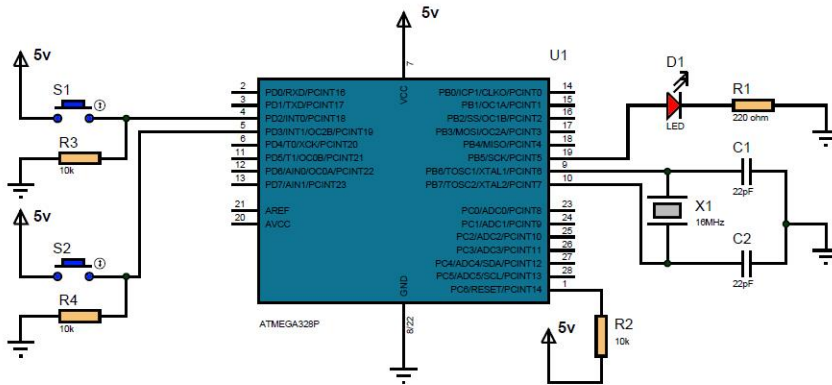 5v
5v
U1
7
VCC
S1
R3
10k
5v
S2
R4
10k
2 PD0/RXD/PCINT16
3 PD1/TXD/PCINT17
4 PD2/INT0/PCINT18
5 PD3/INT1/OC2B/PCINT19
6 PD4/T0/XCK/PCINT20
11 PD5/T1/OC0B/PCINT21
12 PD6/AIN0/OC0A/PCINT22
13 PD7/AIN1/PCINT23
21 AREF
20 AVCC
PB0/ICP1/CLKO/PCINT0 14
PB1/OC1A/PCINT1 15
PB2/SS/OC1B/PCINT2 16
PB3/MOSI/OC2A/PCINT3 17
PB4/MISO/PCINT4 18
PB5/SCK/PCINT5 19
PB6/TOSC1/XTAL1/PCINT6 9
PB7/TOSC2/XTAL2/PCINT7 10
PC0/ADC0/PCINT8 23
PC1/ADC1/PCINT9 24
PC2/ADC2/PCINT10 25
PC3/ADC3/PCINT11 26
PC4/ADC4/SDA/PCINT12 27
PC5/ADC5/SCL/PCINT13 28
PC6/RESET/PCINT14 1
GND
8/22
ATMEGA328P
D1
LED
R1
220 ohm
C1
22pF
X1
16MHz
C2
22pF
5v
R2
10k